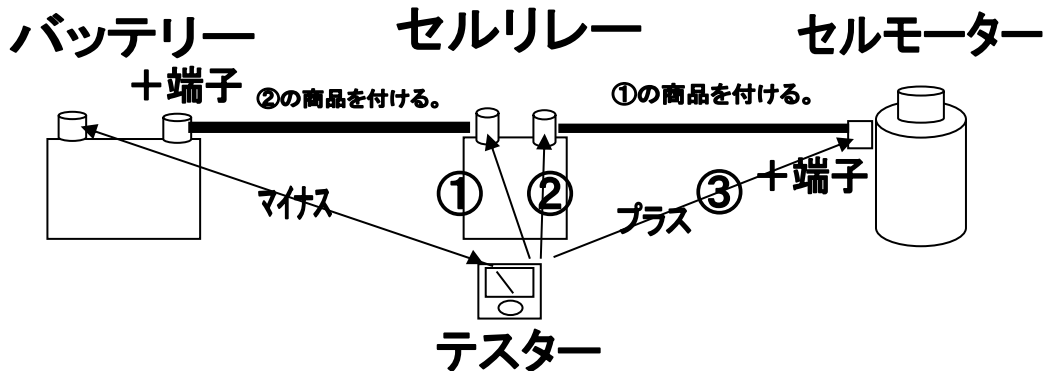 バッテリー
セルリレー
セルモーター
＋端子
②の商品を付ける。
①の商品を付ける。
マイナス
①
②
プラス
③
＋端子
テスター